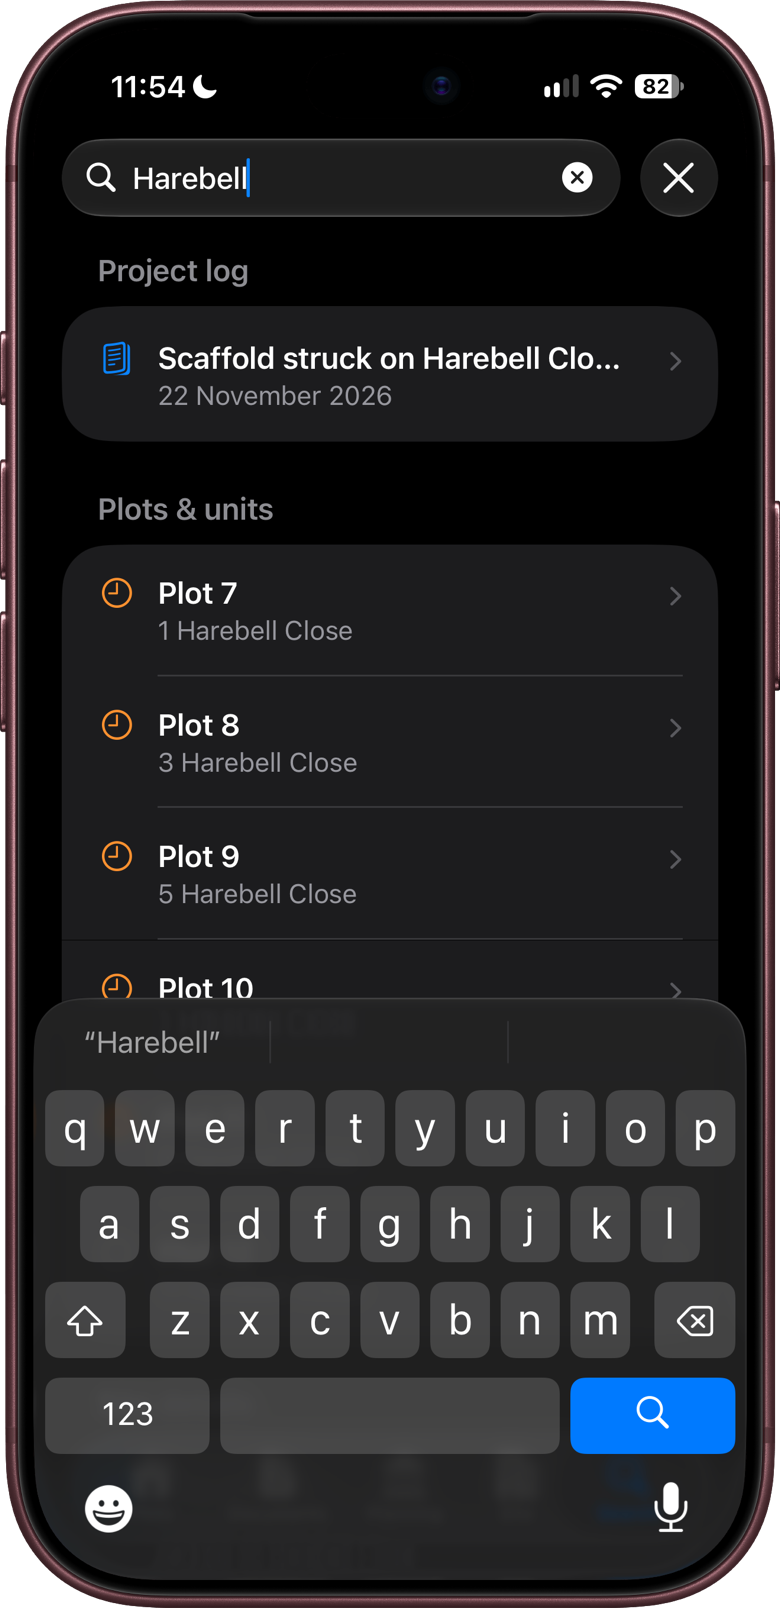 11:54
82
Harebell
Project log
Scaffold struck on Harebell Clo...
22 November 2026
Plots & units
Plot 7
1 Harebell Close
Plot 8
3 Harebell Close
Plot 9
5 Harebell Close
Plot 10
“Harebell”
q w e r t y u i o p
a s d f g h j k l
z x c v b n m
123